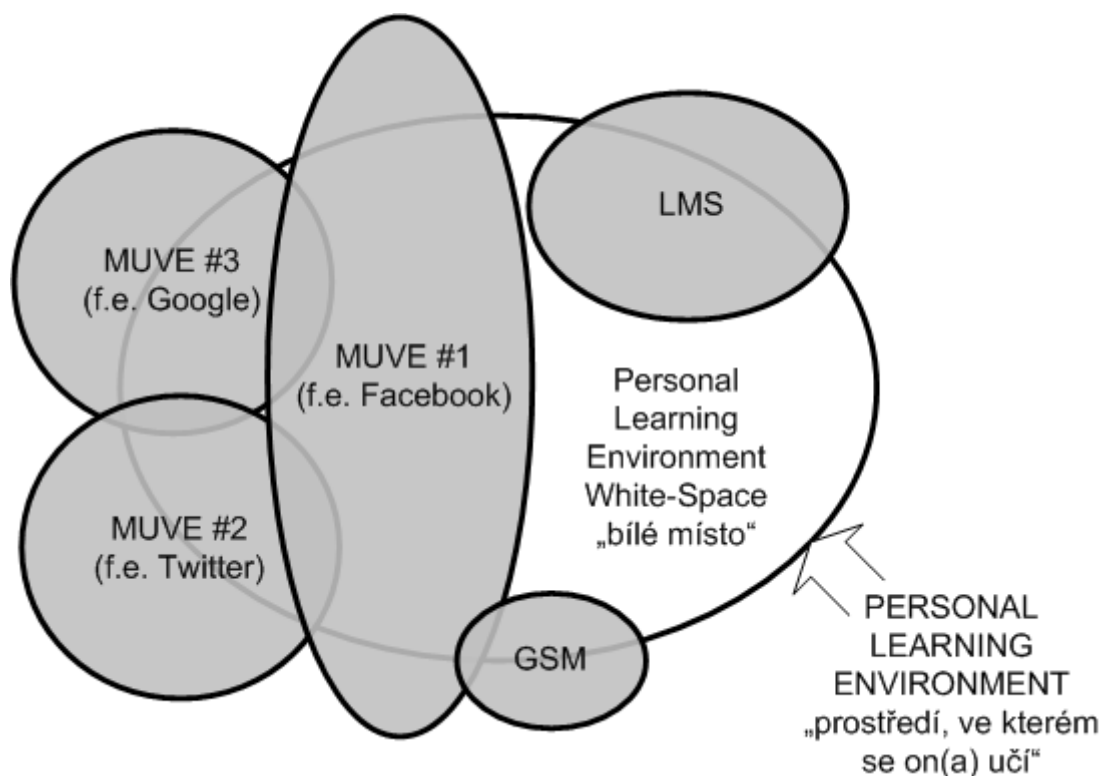 LMS
MUVE #3
(f.e. Google)
MUVE #1
(f.e. Facebook)
Personal
Learning
Environment
White-Space
„bílé místo“
MUVE #2
(f.e. Twitter)
GSM
PERSONAL
LEARNING
ENVIRONMENT
„prostředí, ve kterém
se on(a) učí“